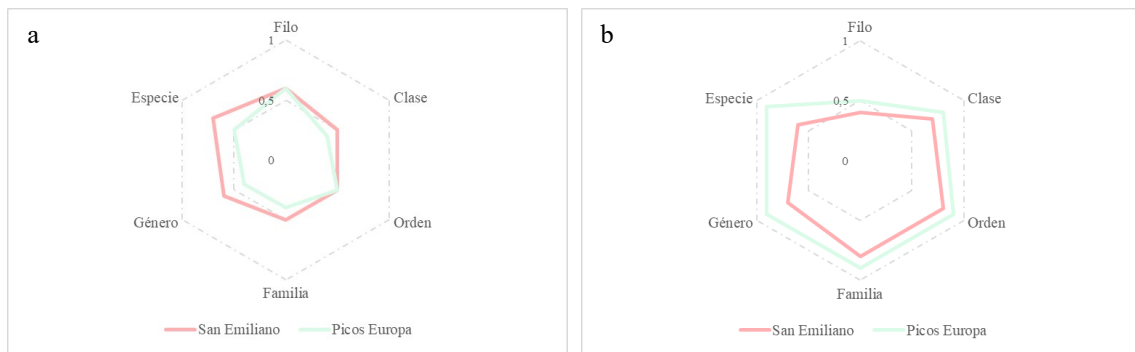 a
Filo
1
Especie
0,5
Clase
0
Género
Orden
Familia
San Emiliano
Picos Europa
b
Filo
1
Especie
0,5
Clase
0
Género
Orden
Familia
San Emiliano
Picos Europa